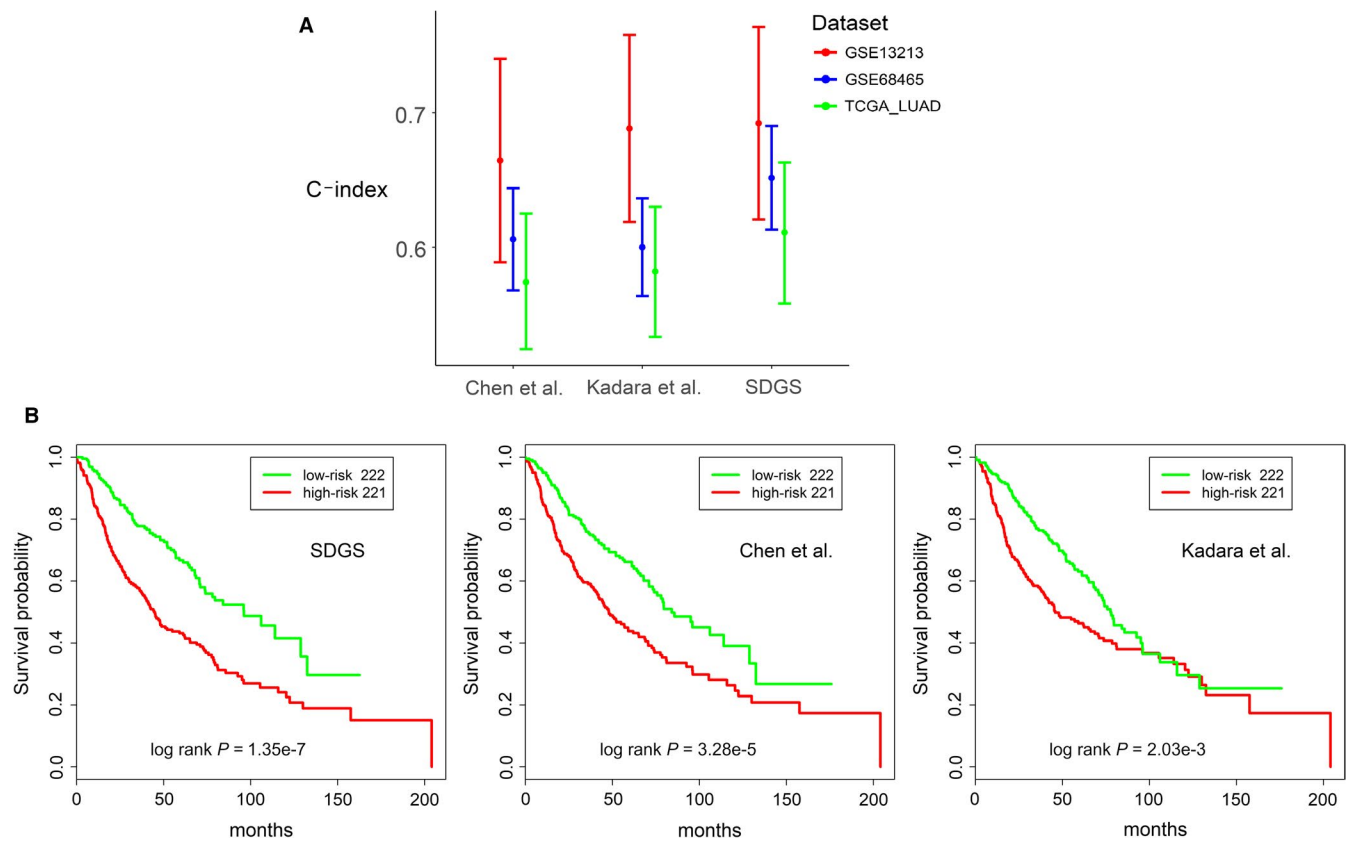 A
Dataset
GSE13213
GSE68465
TCGA_LUAD
0.7
0.6
C-index
Chen et al.
Kadara et al.
SDGS
B
Survival probability
1.0
0.8
0.6
0.4
0.2
0.0
low-risk 222
high-risk 221
SDGS
log rank P = 1.35e-7
0 50 100 150 200
months
Survival probability
1.0
0.8
0.6
0.4
0.2
0.0
low-risk 222
high-risk 221
Chen et al.
log rank P = 3.28e-5
0 50 100 150 200
months
Survival probability
1.0
0.8
0.6
0.4
0.2
0.0
low-risk 222
high-risk 221
Kadara et al.
log rank P = 2.03e-3
0 50 100 150 200
months